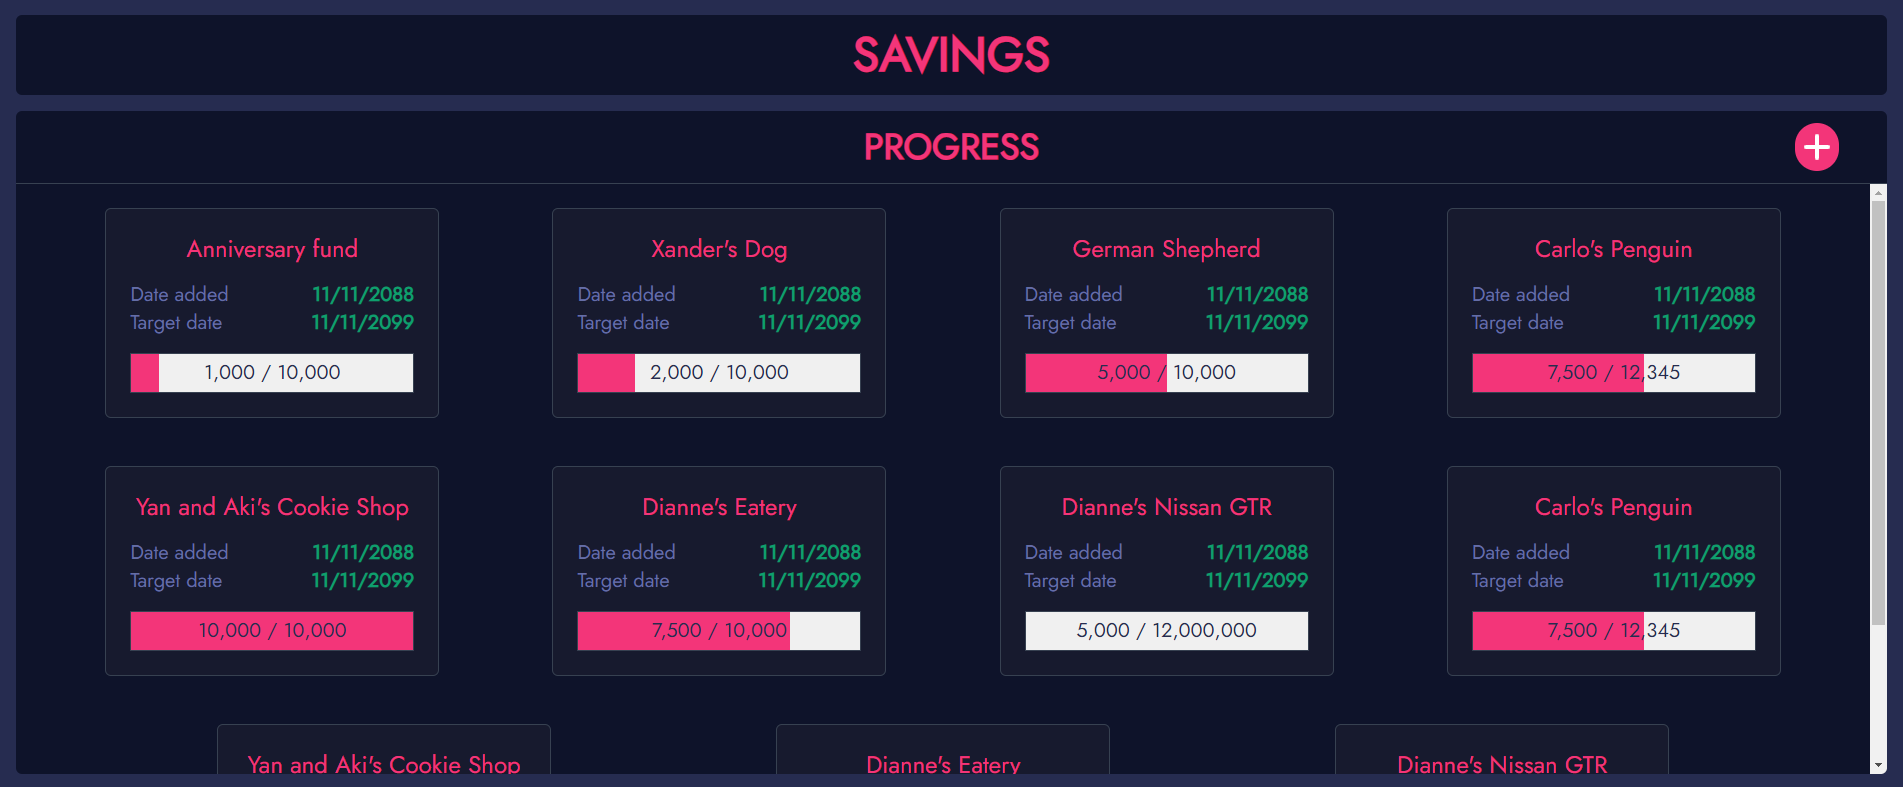 SAVINGS
PROGRESS
Anniversary fund
Date added 11/11/2088
Target date 11/11/2099
1,000 / 10,000
Xander's Dog
Date added 11/11/2088
Target date 11/11/2099
2,000 / 10,000
German Shepherd
Date added 11/11/2088
Target date 11/11/2099
5,000 / 10,000
Carlo's Penguin
Date added 11/11/2088
Target date 11/11/2099
7,500 / 12,345
Yan and Aki's Cookie Shop
Date added 11/11/2088
Target date 11/11/2099
10,000 / 10,000
Dianne's Eatery
Date added 11/11/2088
Target date 11/11/2099
7,500 / 10,000
Dianne's Nissan GTR
Date added 11/11/2088
Target date 11/11/2099
5,000 / 12,000,000
Carlo's Penguin
Date added 11/11/2088
Target date 11/11/2099
7,500 / 12,345
Yan and Aki's Cookie Shop
Dianne's Eatery
Dianne's Nissan GTR